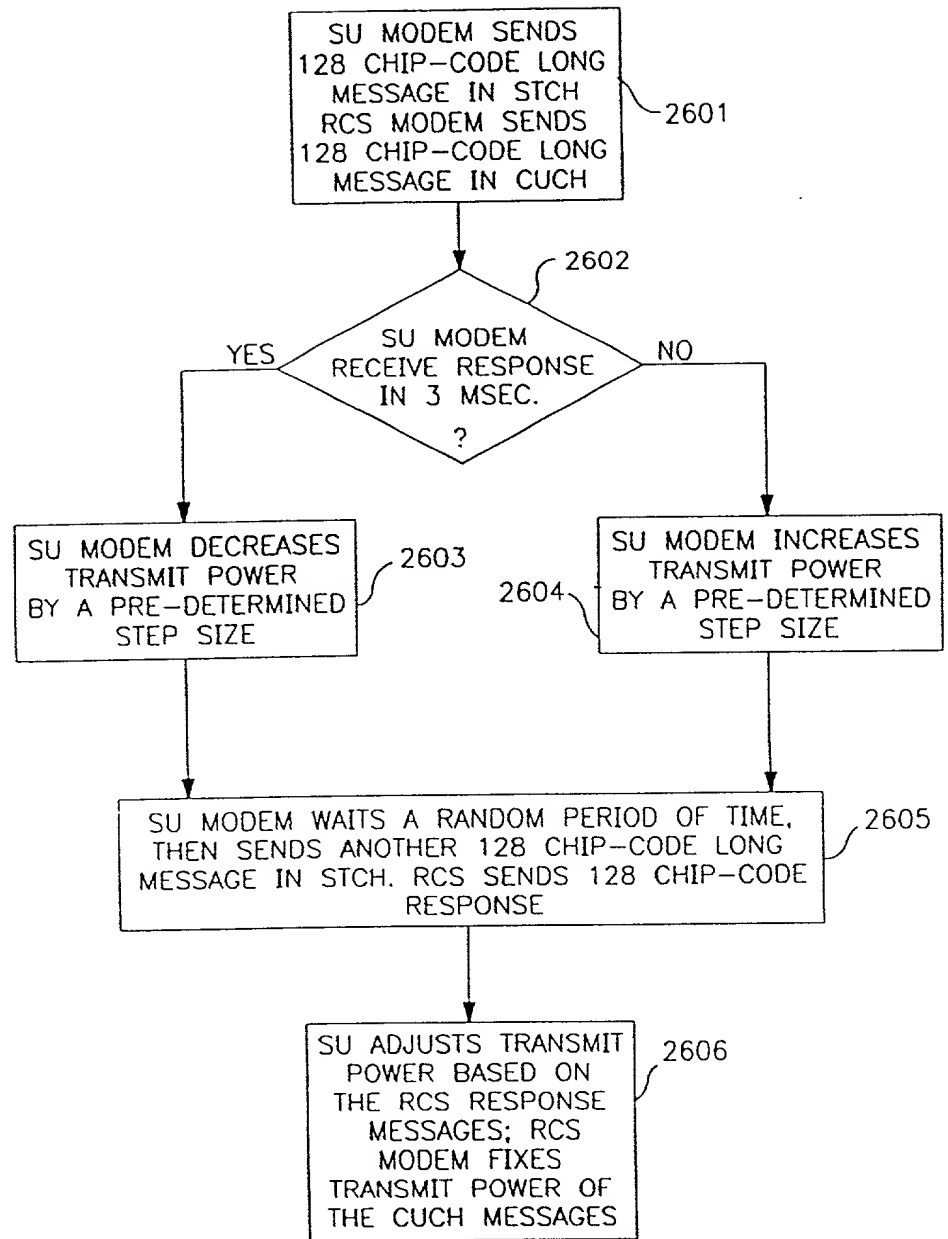 SU MODEM SENDS
128 CHIP-CODE LONG
MESSAGE IN STCH
RCS MODEM SENDS
128 CHIP-CODE LONG
MESSAGE IN CUCH
2601
2602
SU MODEM
RECEIVE RESPONSE
IN 3 MSEC.
?
YES
NO
SU MODEM DECREASES
TRANSMIT POWER
BY A PRE-DETERMINED
STEP SIZE
2603
SU MODEM INCREASES
TRANSMIT POWER
BY A PRE-DETERMINED
STEP SIZE
2604
SU MODEM WAITS A RANDOM PERIOD OF TIME,
THEN SENDS ANOTHER 128 CHIP-CODE LONG
MESSAGE IN STCH. RCS SENDS 128 CHIP-CODE
RESPONSE
2605
SU ADJUSTS TRANSMIT
POWER BASED ON
THE RCS RESPONSE
MESSAGES; RCS
MODEM FIXES
TRANSMIT POWER OF
THE CUCH MESSAGES
2606